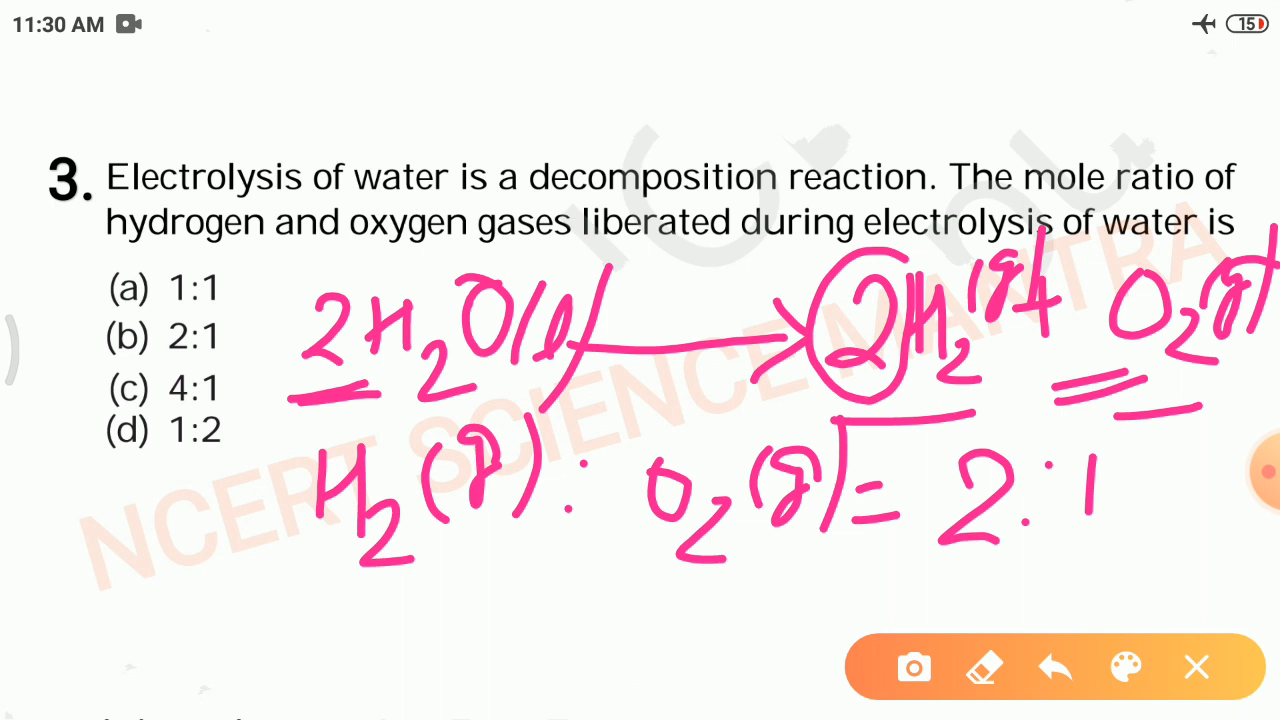 11:30 AM
15
3. Electrolysis of water is a decomposition reaction. The mole ratio of
hydrogen and oxygen gases liberated during electrolysis of water is
(a) 1:1
(b) 2:1
(c) 4:1
(d) 1:2
2H₂O(l) → 2H₂(g) + O₂(g)
H₂(g) : O₂(g) = 2:1
NCERT SCIENCE MANTRA